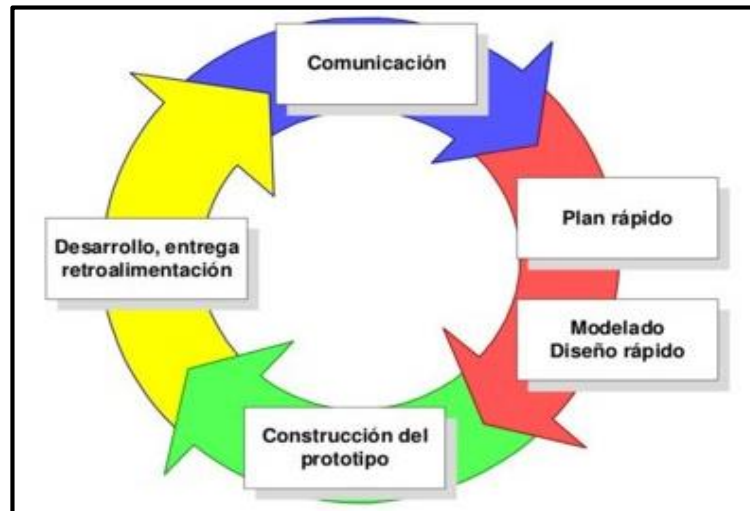 Comunicación
Plan rápido
Modelado
Diseño rápido
Construcción del
prototipo
Desarrollo, entrega
retroalimentación